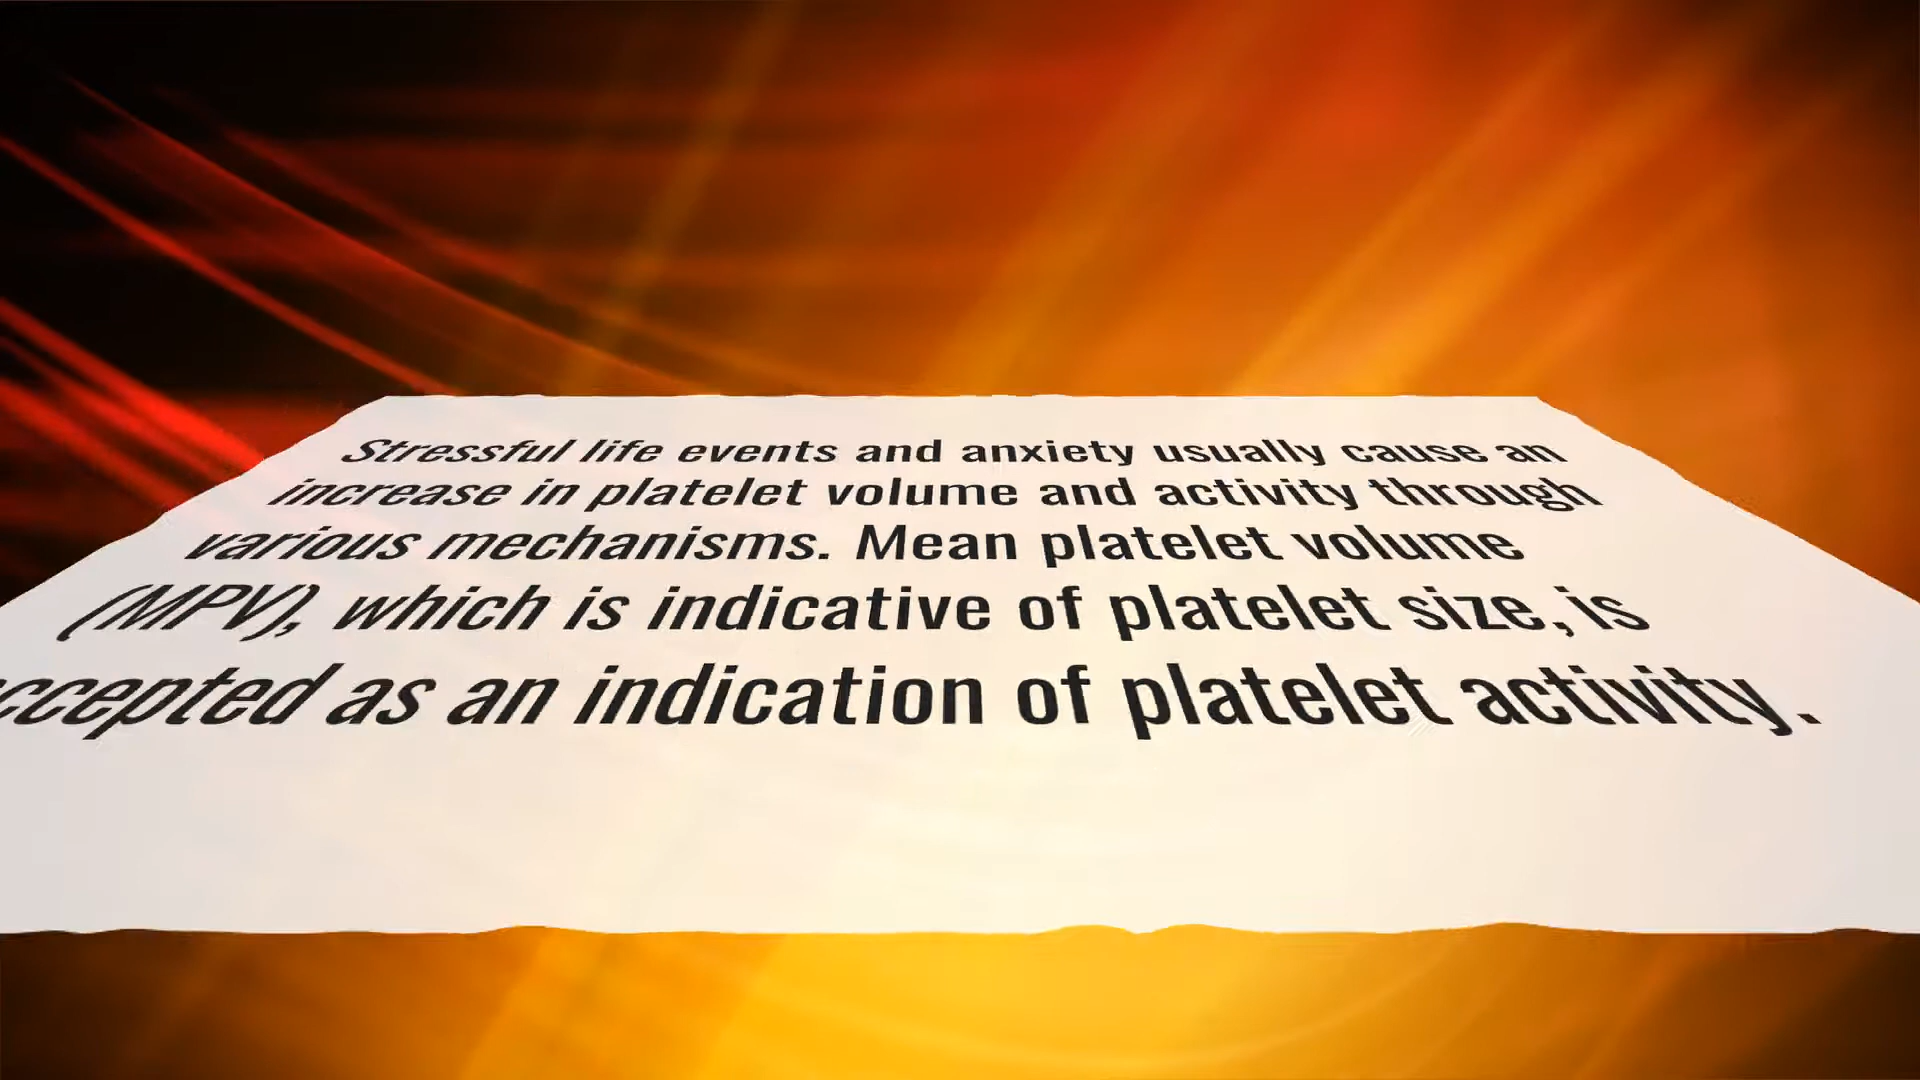 Stressful life events and anxiety usually cause an
increase in platelet volume and activity through
various mechanisms. Mean platelet volume
(MPV), which is indicative of platelet size, is
ccepted as an indication of platelet activity.